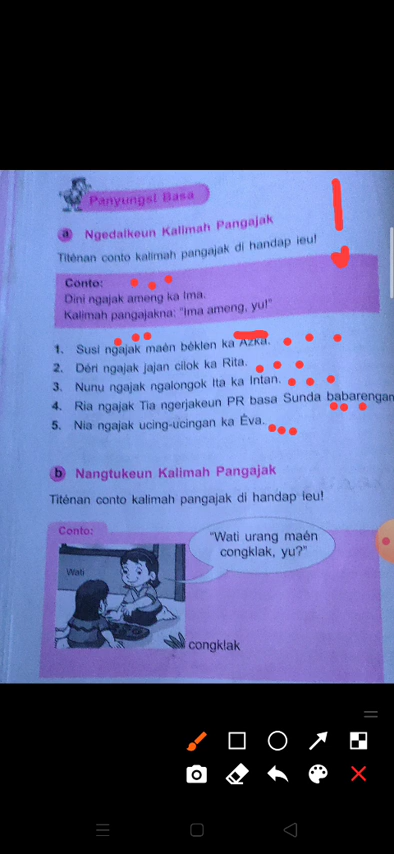 Panyungsi Basa
a Ngedalkeun Kalimah Pangajak
Titénan conto kalimah pangajak di handap ieu!
Conto:
Dini ngajak ameng ka Ima.
Kalimah pangajakna: "Ima ameng, yu!"
1. Susi ngajak maén béklen ka Azka.
2. Déri ngajak jajan cilok ka Rita.
3. Nunu ngajak ngalongok Ita ka Intan.
4. Ria ngajak Tia ngerjakeun PR basa Sunda babarengan
5. Nia ngajak ucing-ucingan ka Éva.
b Nangtukeun Kalimah Pangajak
Titénan conto kalimah pangajak di handap ieu!
Conto:
"Wati urang maén
congklak, yu?"
Wati
congklak